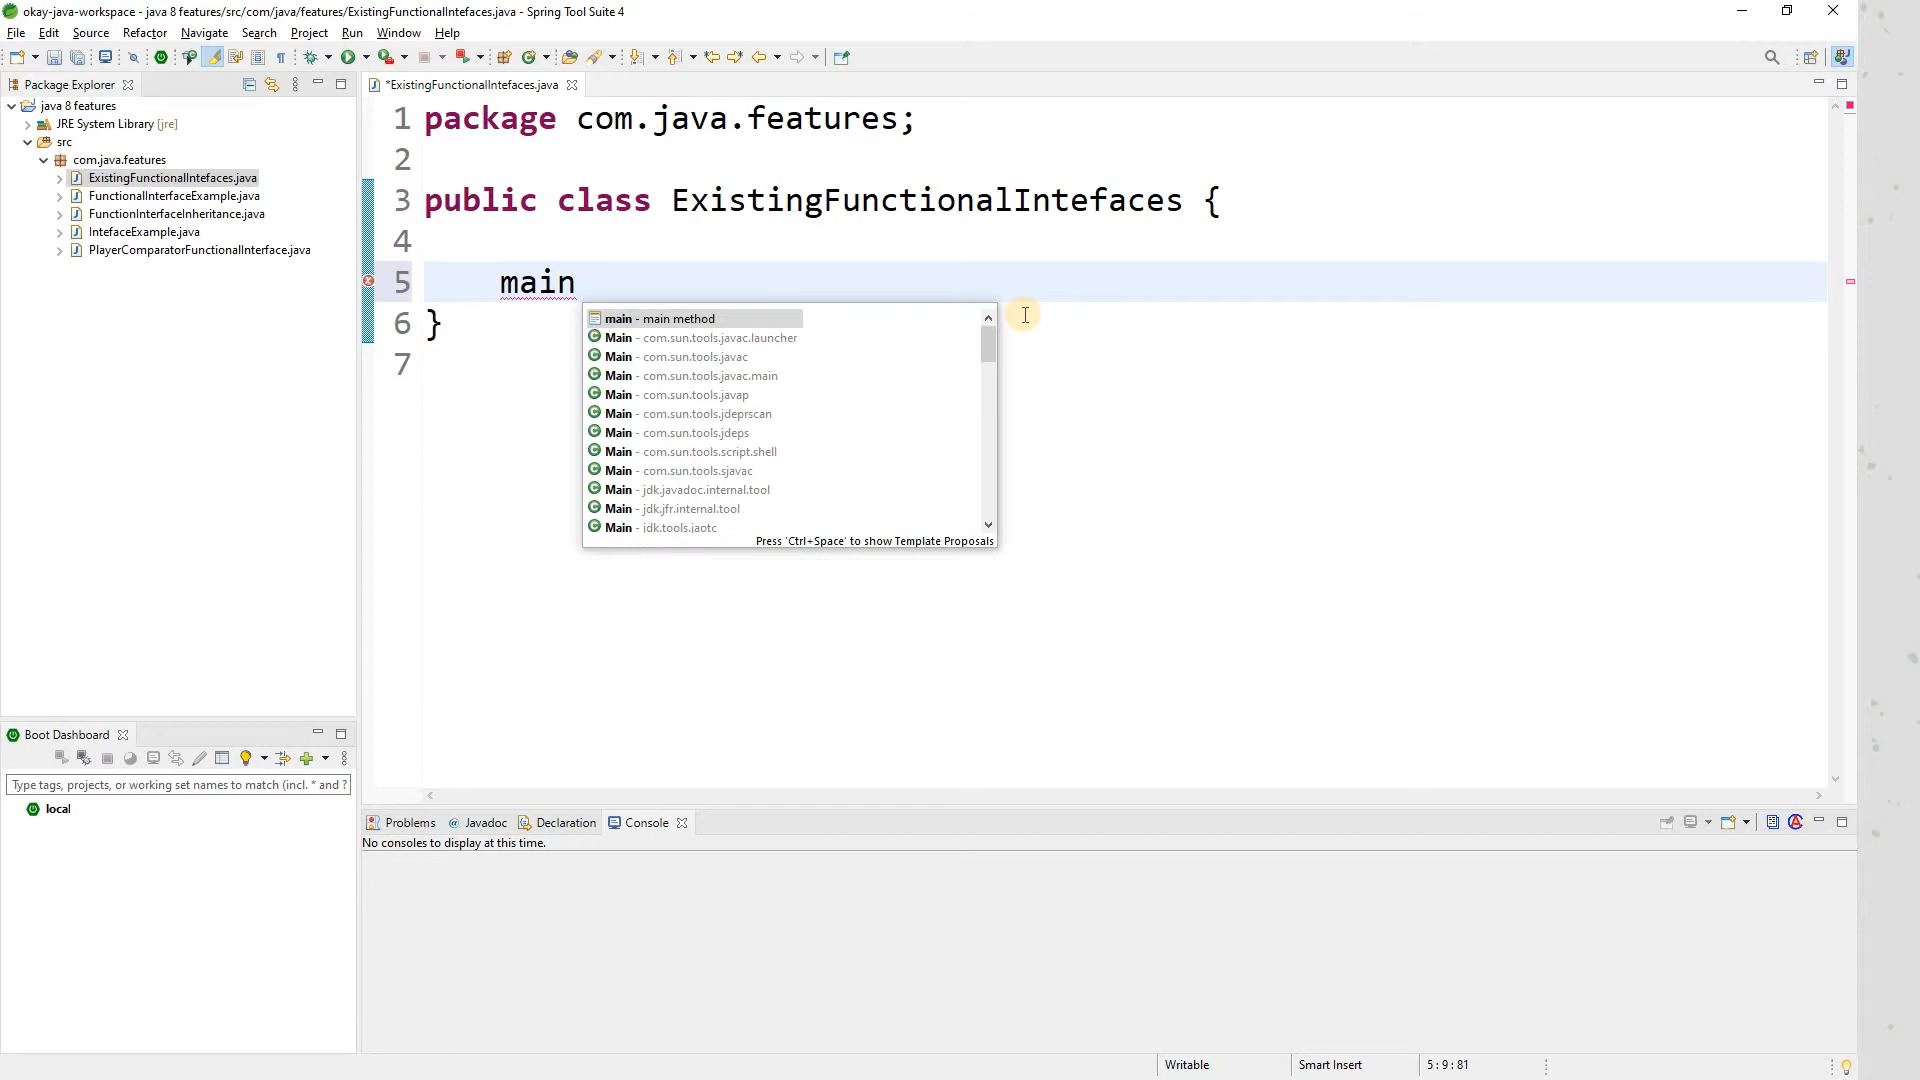 okay-java-workspace - java 8 features/src/com/java/features/ExistingFunctionalIntefaces.java - Spring Tool Suite 4
File Edit Source Refactor Navigate Search Project Run Window Help
Package Explorer
*ExistingFunctionalIntefaces.java
java 8 features
JRE System Library [jre]
src
com.java.features
ExistingFunctionalIntefaces.java
FunctionalInterfaceExample.java
FunctionInterfaceInheritance.java
IntefaceExample.java
PlayerComparatorFunctionalInterface.java
1 package com.java.features;
2
3 public class ExistingFunctionalIntefaces {
4
5 main
6 }
7
main - main method
Main - com.sun.tools.javac.launcher
Main - com.sun.tools.javac
Main - com.sun.tools.javac.main
Main - com.sun.tools.javap
Main - com.sun.tools.jdeprscan
Main - com.sun.tools.jdeps
Main - com.sun.tools.script.shell
Main - com.sun.tools.sjavac
Main - jdk.javadoc.internal.tool
Main - jdk.jfr.internal.tool
Main - jdk.tools.jaotc
Press 'Ctrl+Space' to show Template Proposals
Boot Dashboard
Type tags, projects, or working set names to match (incl. * and ?
local
Problems @ Javadoc Declaration Console
No consoles to display at this time.
Writable Smart Insert 5 : 9 : 81